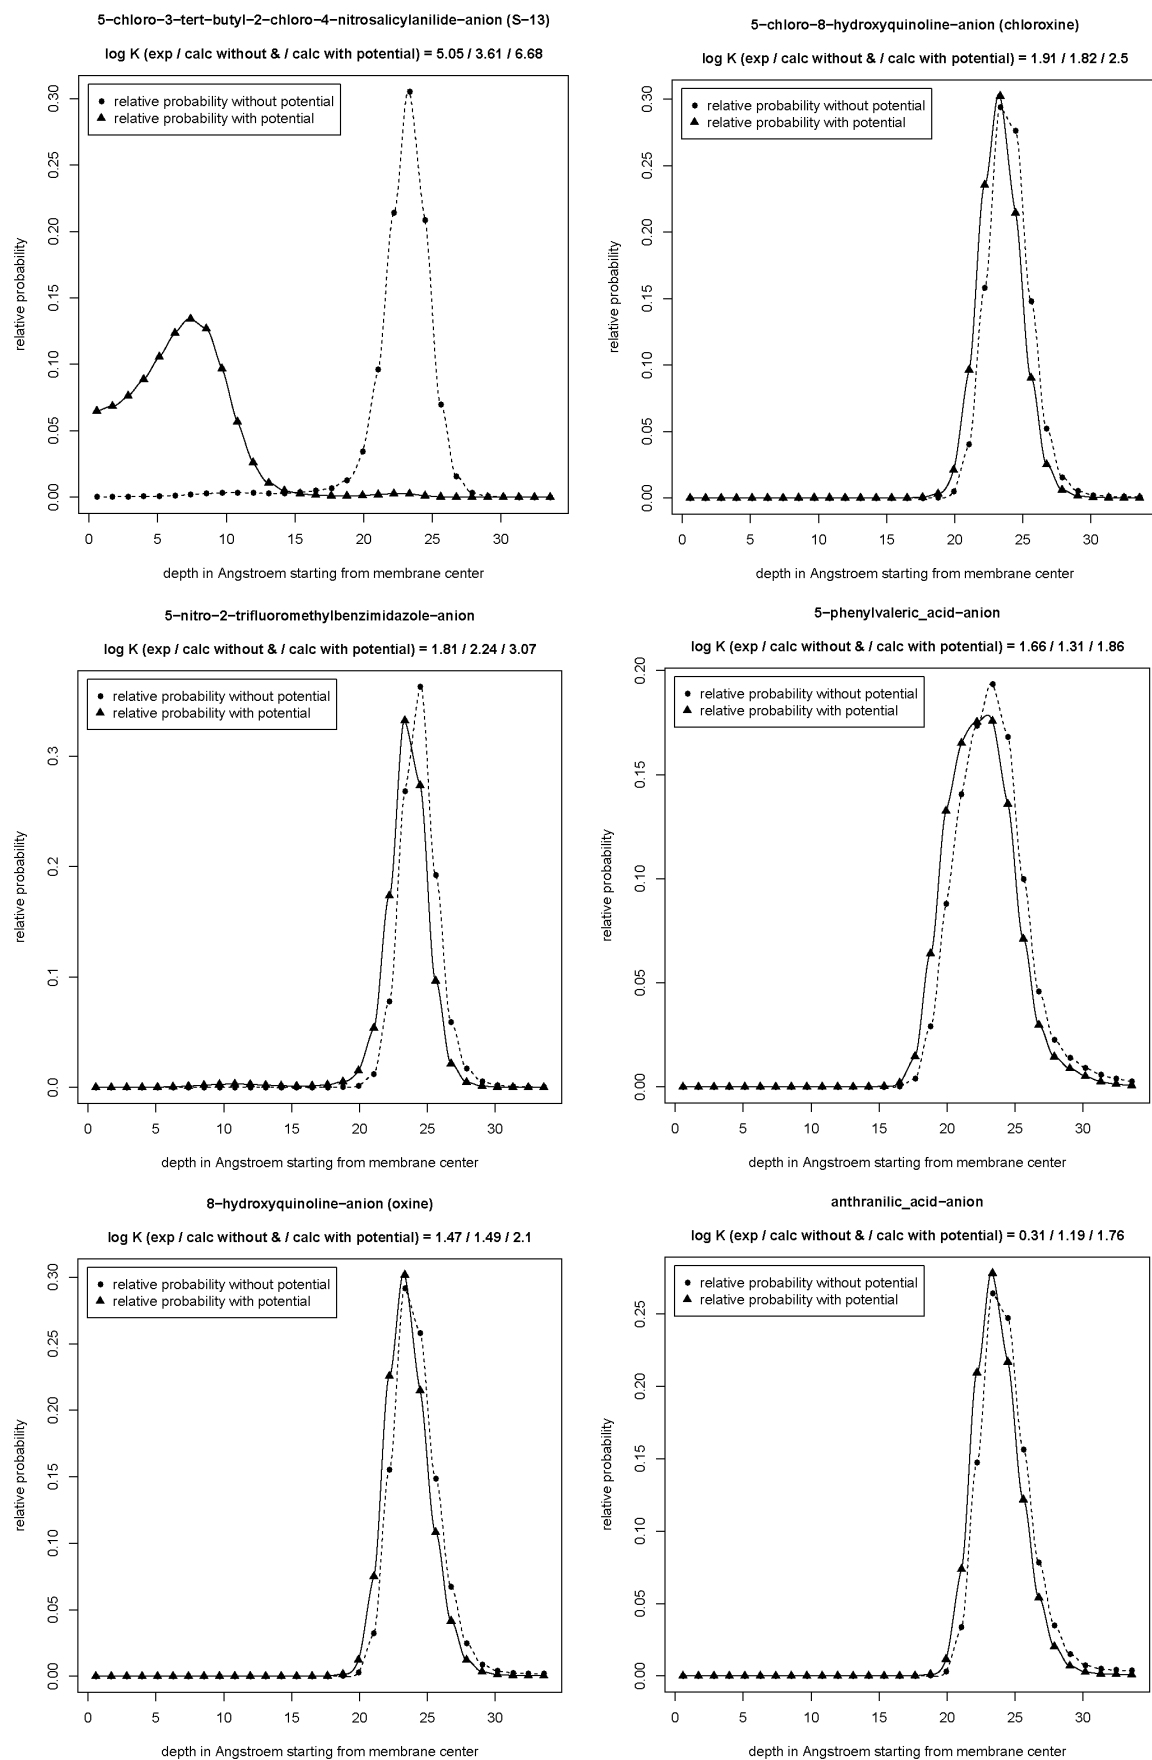 5−chloro−3−tert−butyl−2−chloro−4−nitrosalicylanilide−anion (S−13)
log K (exp / calc without & / calc with potential) = 5.05 / 3.61 / 6.68
relative probability without potential
relative probability with potential
relative probability
0.30
0.25
0.20
0.15
0.10
0.05
0.00
0 5 10 15 20 25 30
depth in Angstroem starting from membrane center
5−chloro−8−hydroxyquinoline−anion (chloroxine)
log K (exp / calc without & / calc with potential) = 1.91 / 1.82 / 2.5
relative probability without potential
relative probability with potential
relative probability
0.30
0.25
0.20
0.15
0.10
0.05
0.00
0 5 10 15 20 25 30
depth in Angstroem starting from membrane center
5−nitro−2−trifluoromethylbenzimidazole−anion
log K (exp / calc without & / calc with potential) = 1.81 / 2.24 / 3.07
relative probability without potential
relative probability with potential
relative probability
0.3
0.2
0.1
0.0
0 5 10 15 20 25 30
depth in Angstroem starting from membrane center
5−phenylvaleric_acid−anion
log K (exp / calc without & / calc with potential) = 1.66 / 1.31 / 1.86
relative probability without potential
relative probability with potential
relative probability
0.20
0.15
0.10
0.05
0.00
0 5 10 15 20 25 30
depth in Angstroem starting from membrane center
8−hydroxyquinoline−anion (oxine)
log K (exp / calc without & / calc with potential) = 1.47 / 1.49 / 2.1
relative probability without potential
relative probability with potential
relative probability
0.30
0.25
0.20
0.15
0.10
0.05
0.00
0 5 10 15 20 25 30
depth in Angstroem starting from membrane center
anthranilic_acid−anion
log K (exp / calc without & / calc with potential) = 0.31 / 1.19 / 1.76
relative probability without potential
relative probability with potential
relative probability
0.25
0.20
0.15
0.10
0.05
0.00
0 5 10 15 20 25 30
depth in Angstroem starting from membrane center